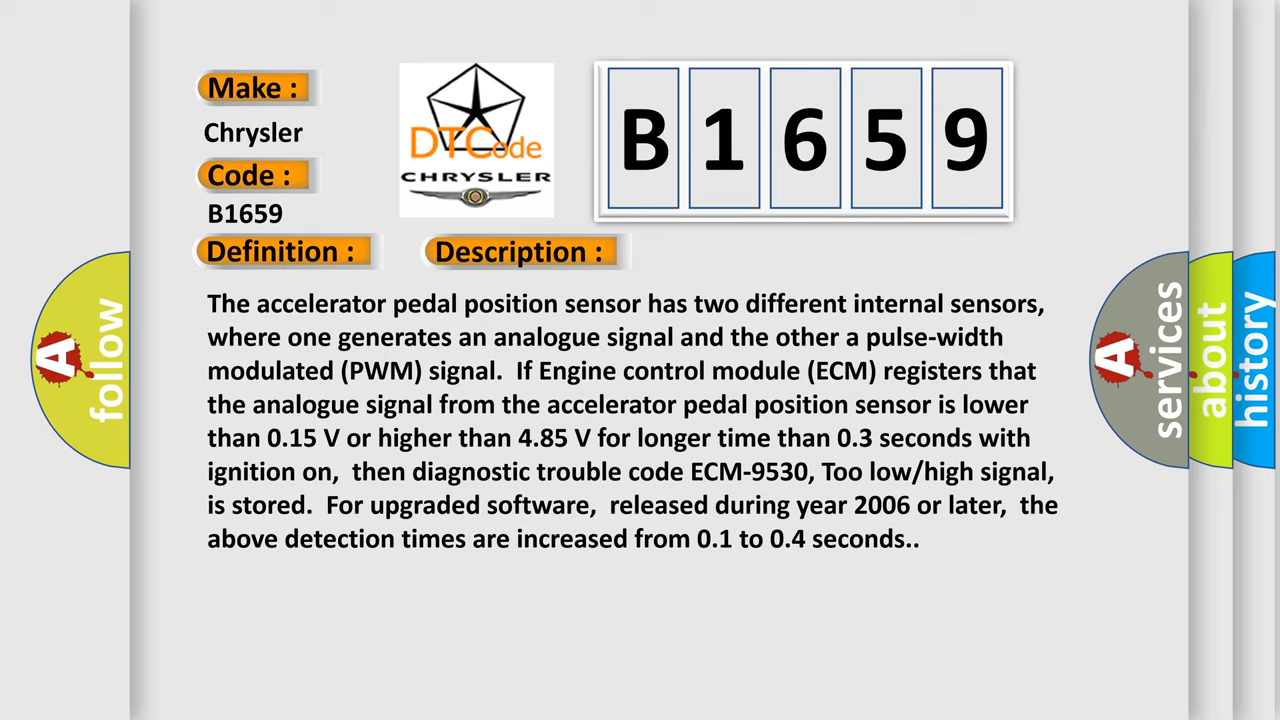 Make :
Chrysler
Code :
B1659
Definition :
Description :
DTCode
CHRYSLER
B1659
The accelerator pedal position sensor has two different internal sensors,
where one generates an analogue signal and the other a pulse-width
modulated (PWM) signal. If Engine control module (ECM) registers that
the analogue signal from the accelerator pedal position sensor is lower
than 0.15 V or higher than 4.85 V for longer time than 0.3 seconds with
ignition on, then diagnostic trouble code ECM-9530, Too low/high signal,
is stored For upgraded software, released during year 2006 or later, the
above detection times are increased from 0.1 to 0.4 seconds..
A
follow
A
services
about
history